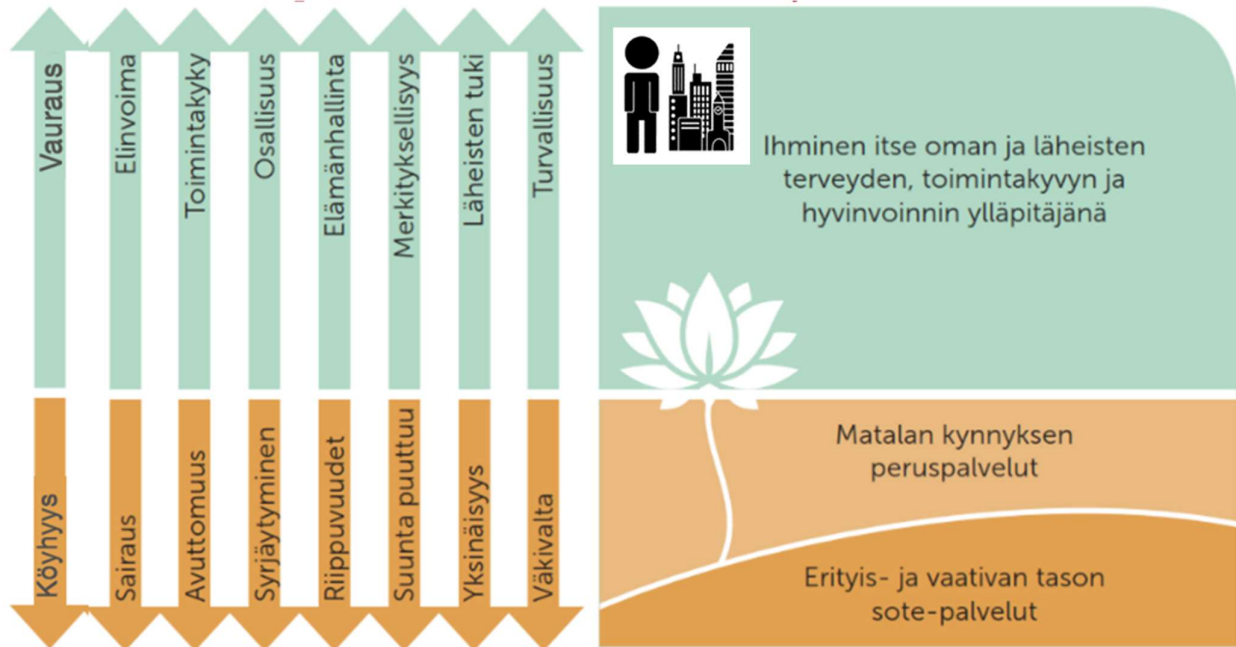 Vauraus
Elinvoima
Toimintakyky
Osallisuus
Elämänhallinta
Merkityksellisyys
Läheisten tuki
Turvallisuus
Köyhyys
Sairaus
Avuttomuus
Syrjäytyminen
Riippuvuudet
Suunta puuttuu
Yksinäisyys
Väkivalta
Ihminen itse oman ja läheisten
terveyden, toimintakyvyn ja
hyvinvoinnin ylläpitäjänä
Matalan kynnyksen
peruspalvelut
Erityis- ja vaativan tason
sote-palvelut